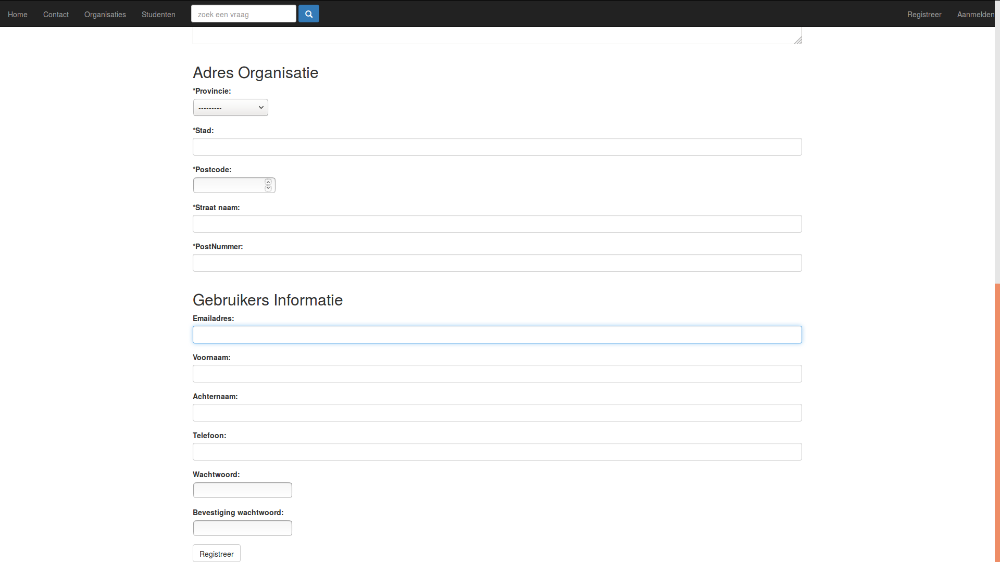 Home Contact Organisaties Studenten zoek een vraag Registreer Aanmelden
Adres Organisatie
*Provincie:
---------
*Stad:
*Postcode:
*Straat naam:
*PostNummer:
Gebruikers Informatie
Emailadres:
Voornaam:
Achternaam:
Telefoon:
Wachtwoord:
Bevestiging wachtwoord:
Registreer